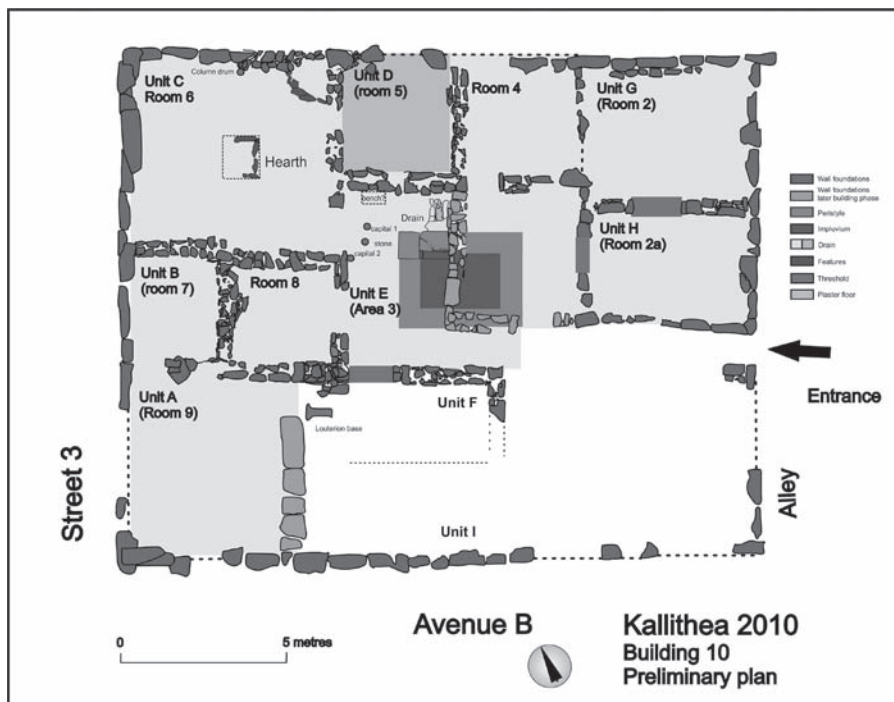 Unit C
Room 6
Column drum
Unit D
(room 5)
Room 4
Unit G
(Room 2)
Hearth
bench?
Drain
capital 1
stone
capital 2
Unit H
(Room 2a)
Unit B
(room 7)
Room 8
Unit E
(Area 3)
Unit A
(Room 9)
Unit F
Louterion base
Unit I
Entrance
Street 3
Alley
Wall foundations
Wall foundations
later building phase
Peristyle
Impluvium
Drain
Features
Threshold
Plaster floor
0
5 metres
Avenue B
Kallithea 2010
Building 10
Preliminary plan